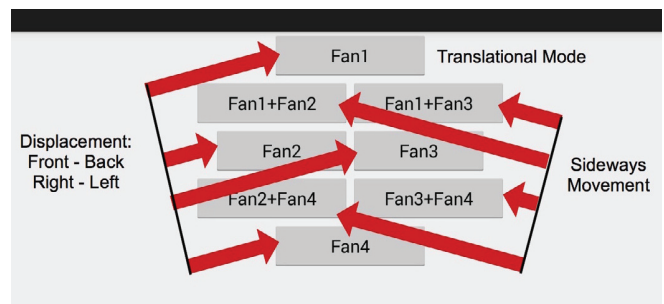 Fan1
Translational Mode
Fan1+Fan2
Fan1+Fan3
Displacement:
Front - Back
Right - Left
Fan2
Fan3
Sideways
Movement
Fan2+Fan4
Fan3+Fan4
Fan4